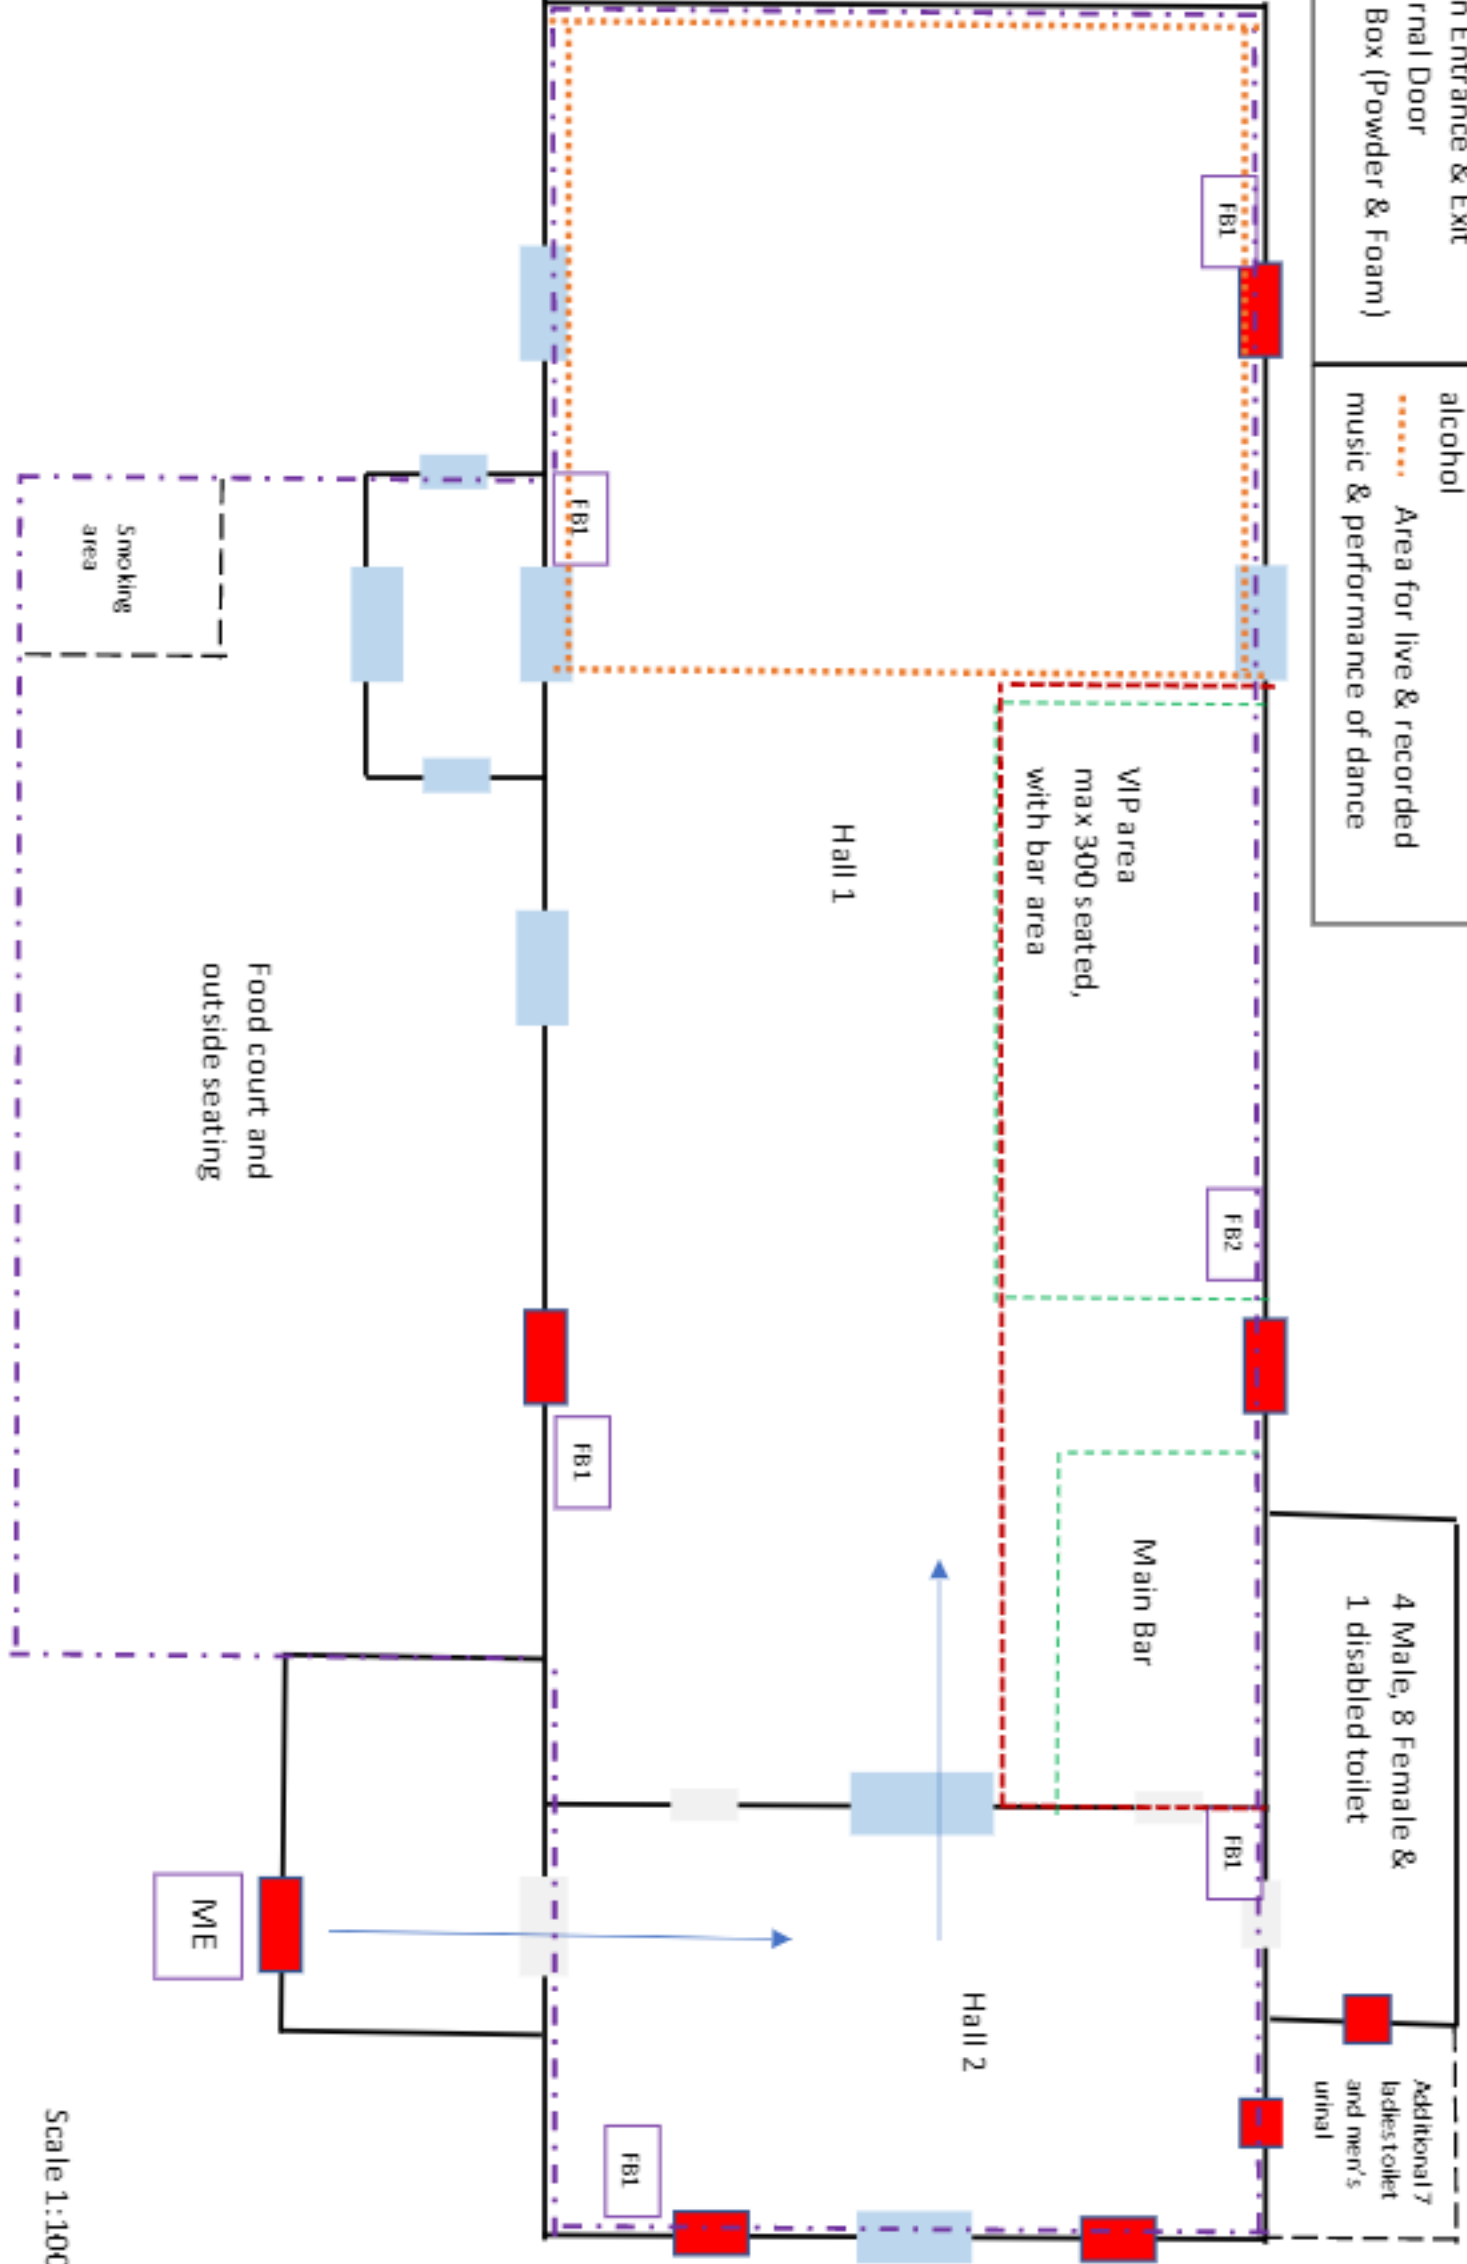 Entrance & Exit
rnal Door
Box (Powder & Foam)
alcohol
Area for live & recorded
music & performance of dance
4 Male, 8 Female &
1 disabled toilet
Additional 7
ladies toilet
and men's
urinal
FB1
FB2
FB1
VIP area
max 300 seated,
with bar area
Main Bar
Hall 1
Hall 2
FB1
FB1
FB1
Food court and
outside seating
ME
Smoking
area
Scale 1:100